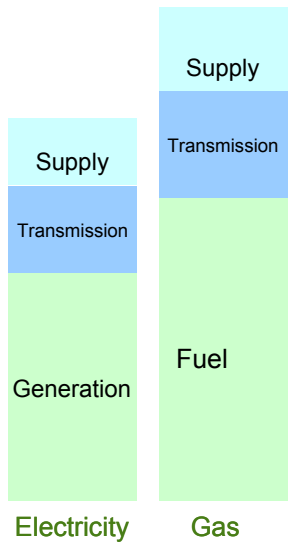 Supply
Transmission
Generation
Electricity
Supply
Transmission
Fuel
Gas